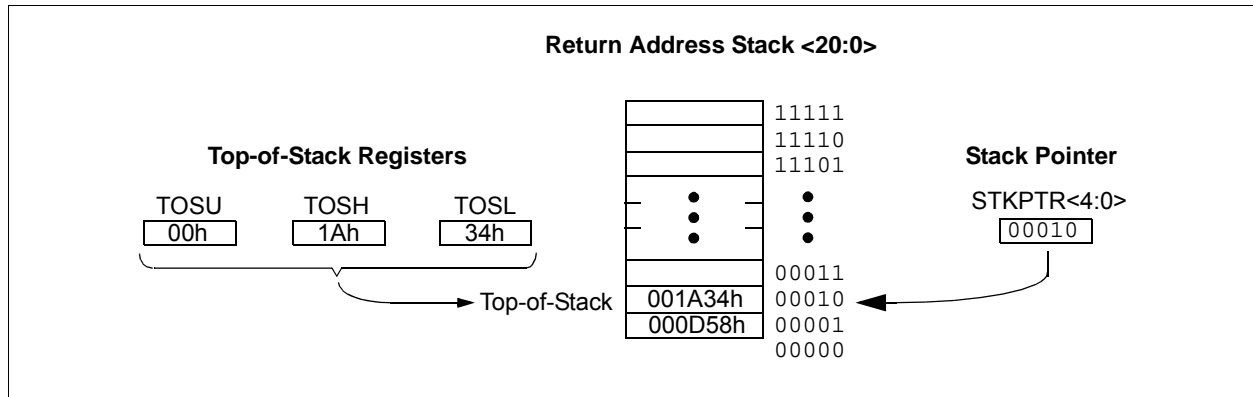 Return Address Stack <20:0>
11111
11110
Top-of-Stack Registers
11101
Stack Pointer
TOSU TOSH TOSL
STKPTR<4:0>
00h 1Ah 34h
00010
00011
Top-of-Stack 001A34h 00010
000D58h 00001
00000